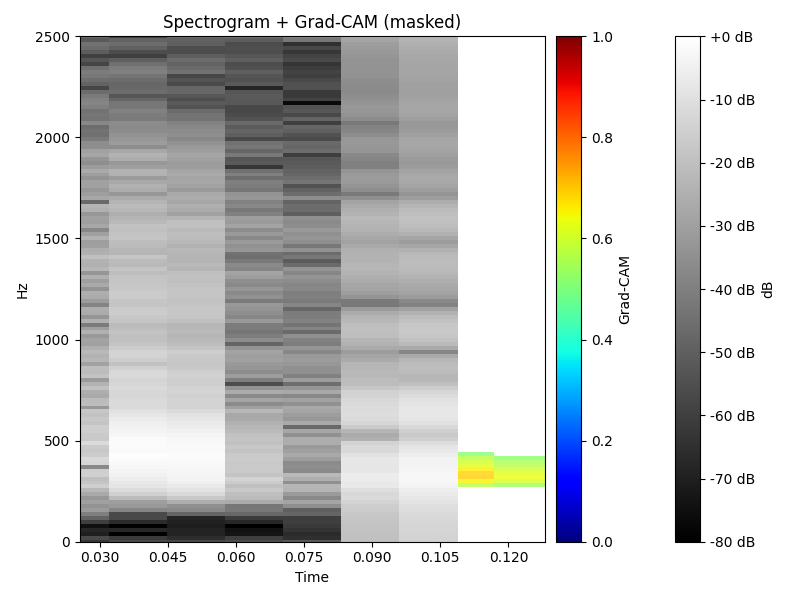 Spectrogram + Grad-CAM (masked)
2500
2000
1500
1000
500
0
Hz
0.030
0.045
0.060
0.075
0.090
0.105
0.120
Time
1.0
0.8
0.6
0.4
0.2
0.0
Grad-CAM
+0 dB
-10 dB
-20 dB
-30 dB
-40 dB
-50 dB
-60 dB
-70 dB
-80 dB
dB